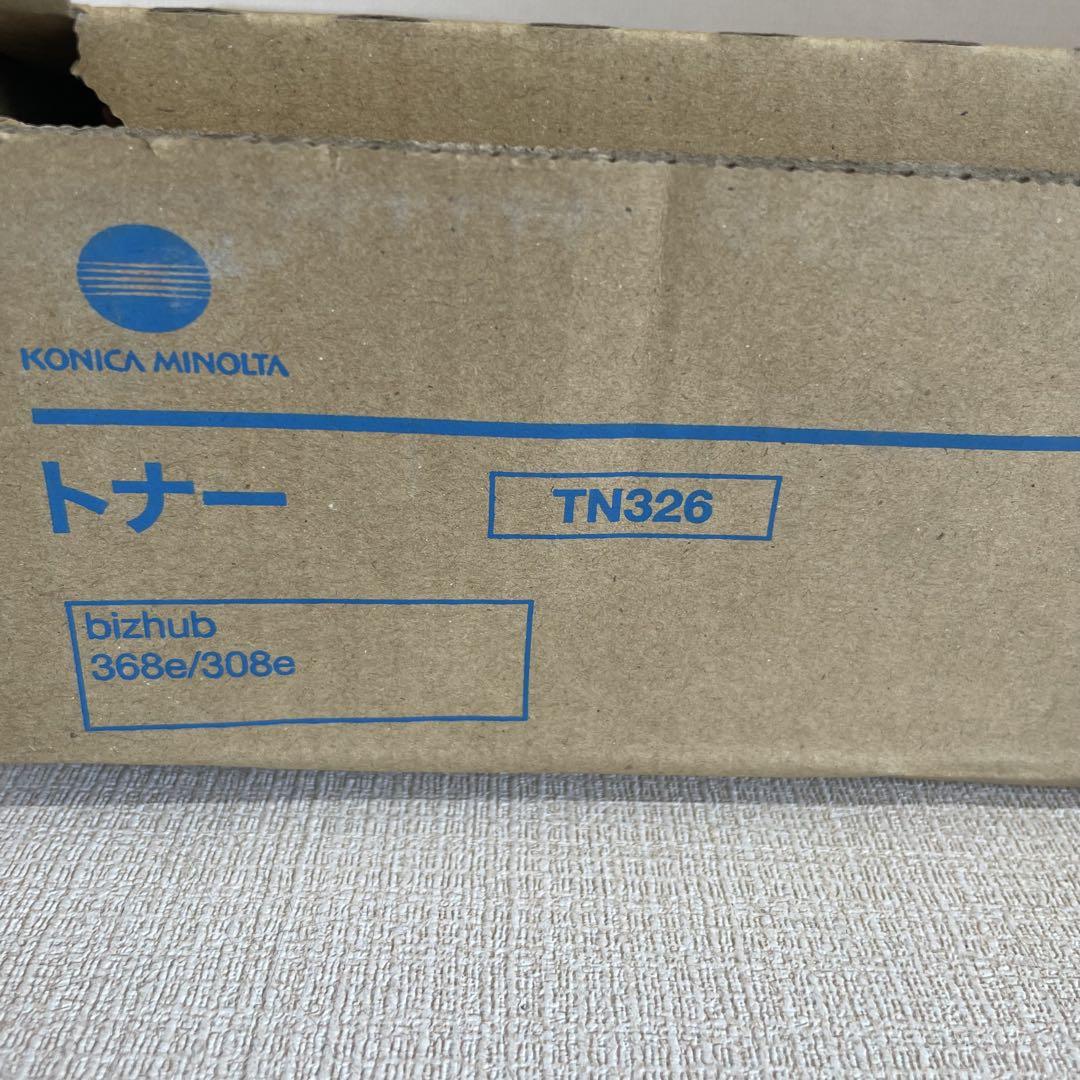 KONICA MINOLTA
トナー
TN326
bizhub
368e/308e